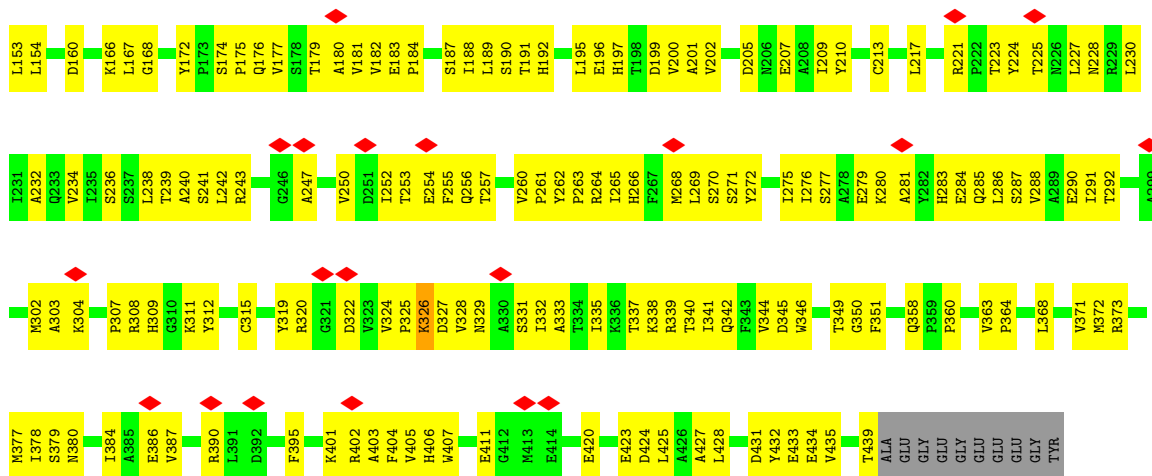 L153 L154 D160 K166 L167 G168 Y172 P173 S174 P175 Q176 V177 S178 T179 A180 V181 V182 E183 P184 S187 I188 L189 S190 T191 H192 L195 E196 H197 T198 D199 V200 A201 V202 D205 N206 E207 A208 I209 Y210 C213 L217 R221 P222 T223 Y224 T225 N226 L227 N228 R229 L230
I231 A232 Q233 V234 I235 S236 S237 L238 T239 A240 S241 L242 R243 G246 A247 V250 D251 I252 T253 E254 F255 Q256 T257 V260 P261 Y262 P263 R264 I265 H266 F267 M268 L269 S270 S271 Y272 I275 I276 S277 A278 E279 K280 A281 Y282 H283 E284 Q285 L286 S287 V288 A289 E290 I291 T292
M302 A303 K304 P307 R308 H309 G310 K311 Y312 C315 Y319 R320 G321 D322 V323 V324 P325 K326 D327 V328 N329 A330 S331 I332 A333 T334 I335 K336 T337 K338 R339 T340 I341 Q342 F343 V344 D345 W346 T349 G350 F351 Q358 P359 P360 V363 P364 L368 V371 M372 R373
M377 I378 S379 N380 I384 A385 E386 V387 R390 L391 D392 F395 K401 R402 A403 F404 V405 H406 W407 E411 G412 M413 E414 E420 E423 D424 L425 A426 A427 L428 D431 Y432 E433 E434 V435 T439 ALA GLU GLY GLU GLY GLU GLU GLY TYR